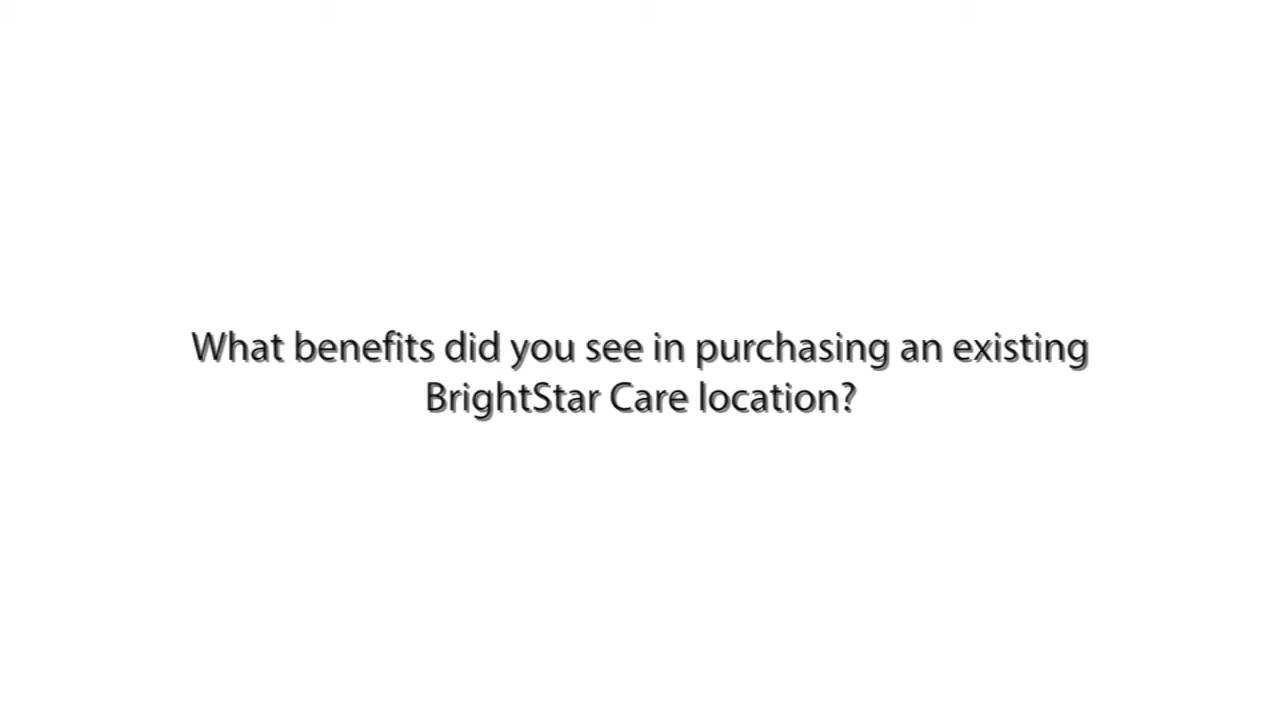 What benefits did you see in purchasing an existing
BrightStar Care location?